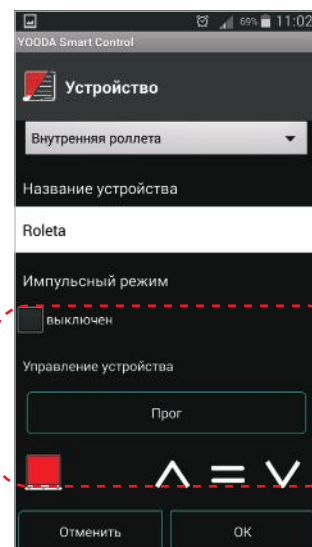 69% 11:02
YOODA Smart Control
Устройство
Внутренняя роллета
Название устройства
Roleta
Импульсный режим
выключен
Управление устройства
Прог
Отменить OK